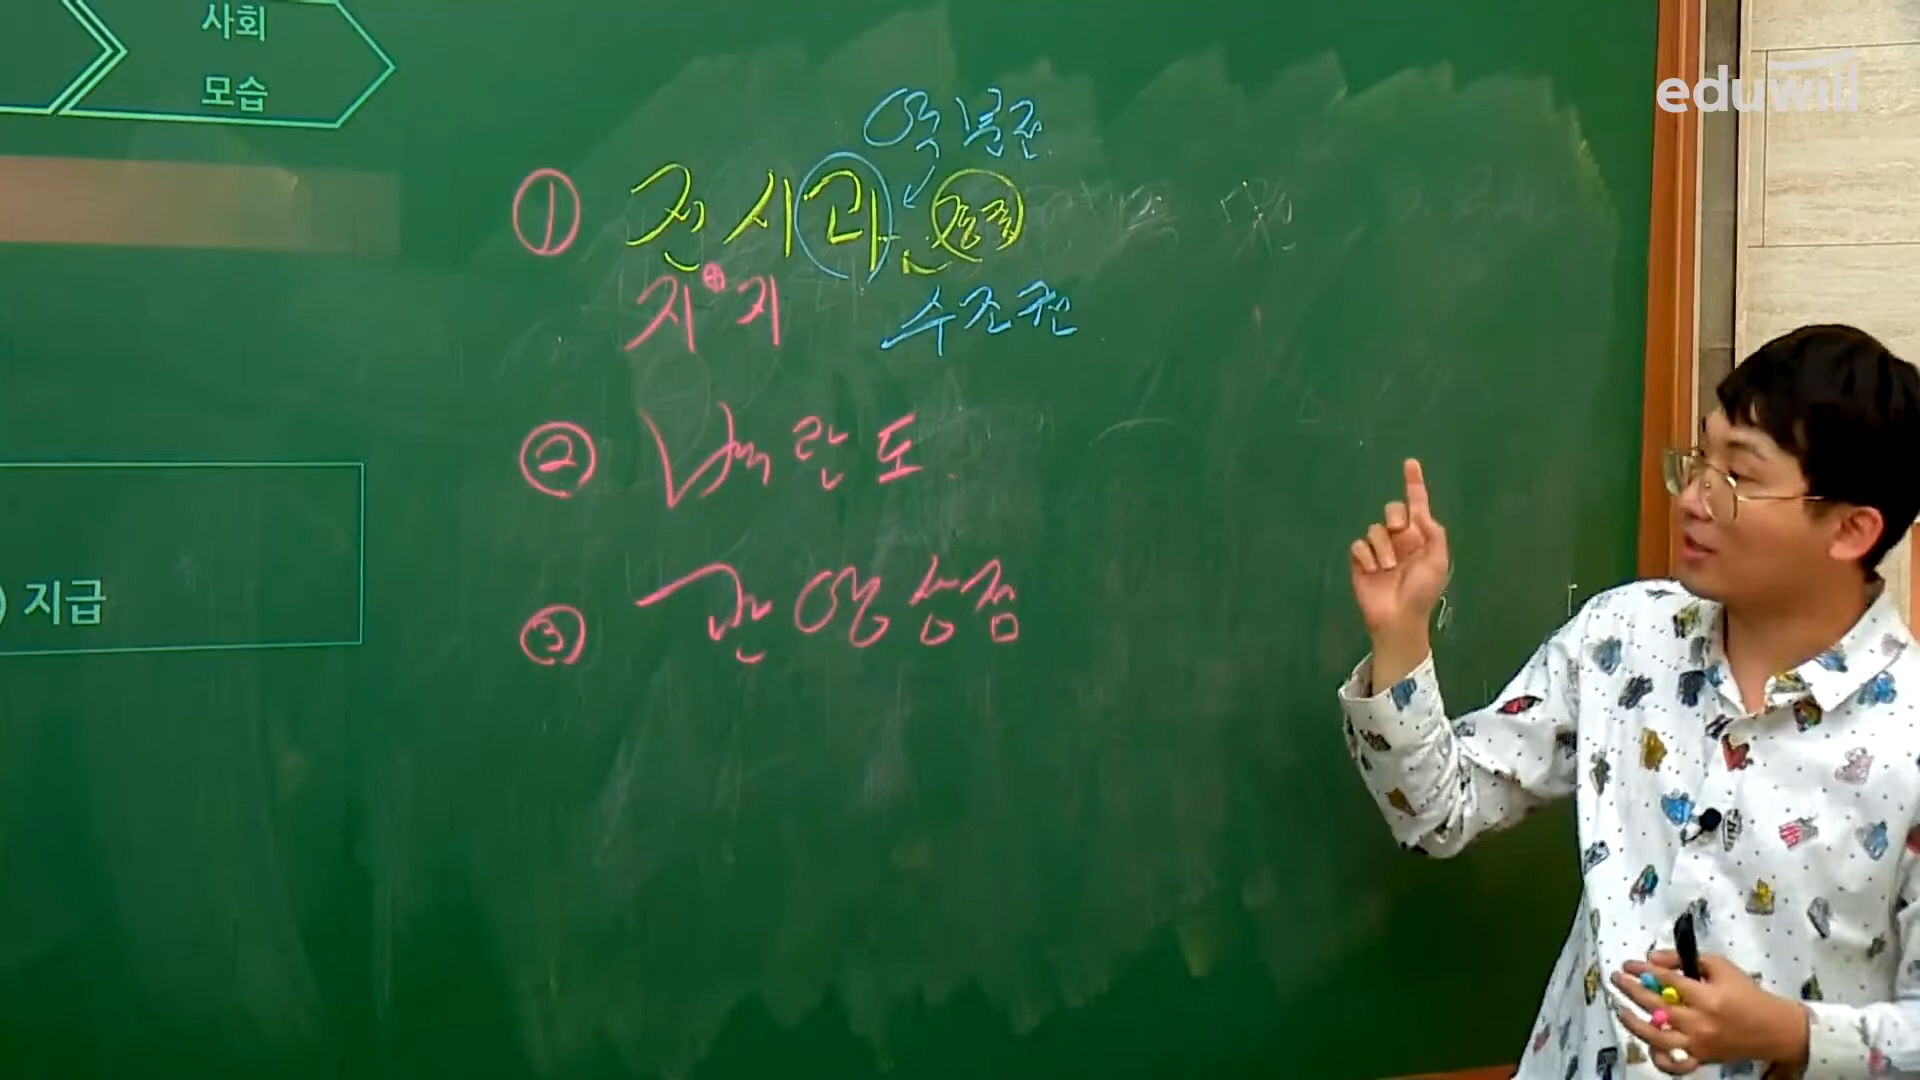 사회
모습
eduwill
역분전
① 전시과
지 + 지
수조권
② 벽란도
③ 관영상점
) 지급